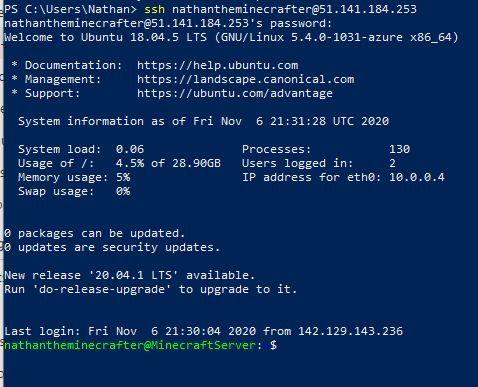 PS C:\Users\Nathan> ssh nathantheminecrafter@51.141.184.253
nathantheminecrafter@51.141.184.253's password:
Welcome to Ubuntu 18.04.5 LTS (GNU/Linux 5.4.0-1031-azure x86_64)
* Documentation: https://help.ubuntu.com
* Management: https://landscape.canonical.com
* Support: https://ubuntu.com/advantage
System information as of Fri Nov 6 21:31:28 UTC 2020
System load: 0.06 Processes: 130
Usage of /: 4.5% of 28.90GB Users logged in: 2
Memory usage: 5% IP address for eth0: 10.0.0.4
Swap usage: 0%
0 packages can be updated.
0 updates are security updates.
New release '20.04.1 LTS' available.
Run 'do-release-upgrade' to upgrade to it.
Last login: Fri Nov 6 21:30:04 2020 from 142.129.143.236
nathantheminecrafter@MinecraftServer: $